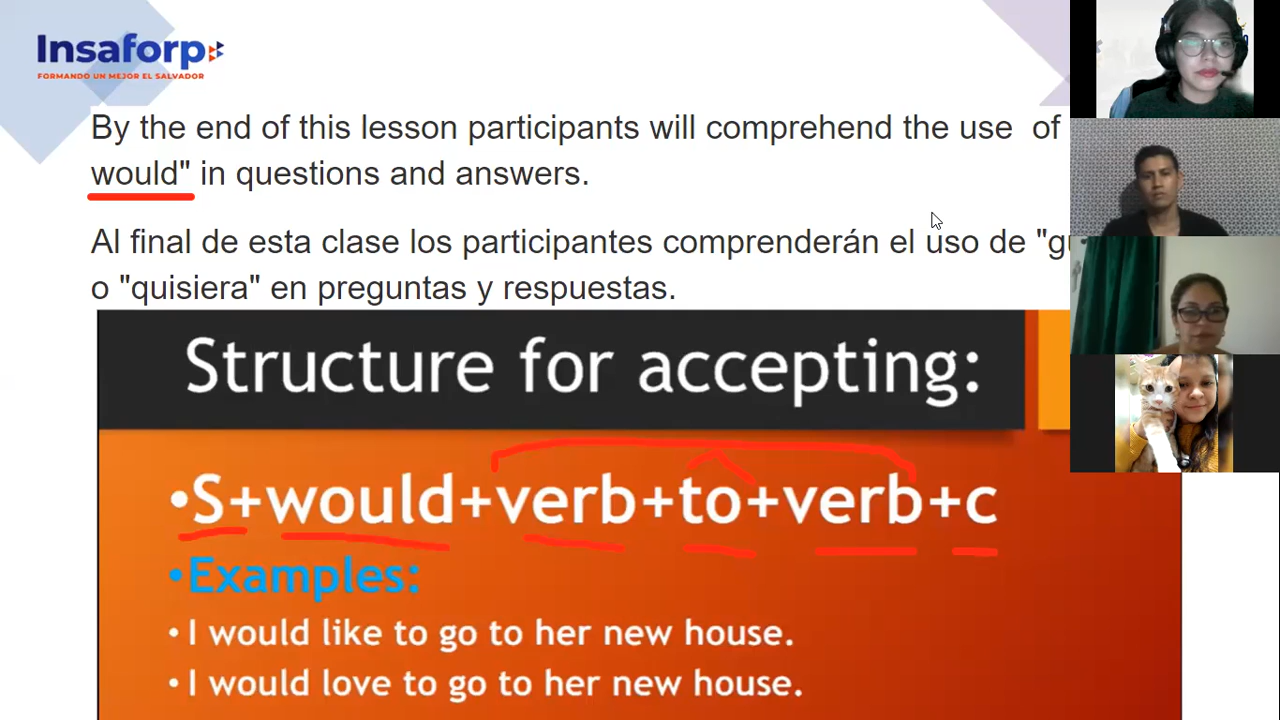 Insaforp
FORMANDO UN MEJOR EL SALVADOR
By the end of this lesson participants will comprehend the use of
would" in questions and answers.
Al final de esta clase los participantes comprenderán el uso de
o "quisiera" en preguntas y respuestas.
Structure for accepting:
•S+would+verb+to+verb+c
•Examples:
• I would like to go to her new house.
• I would love to go to her new house.